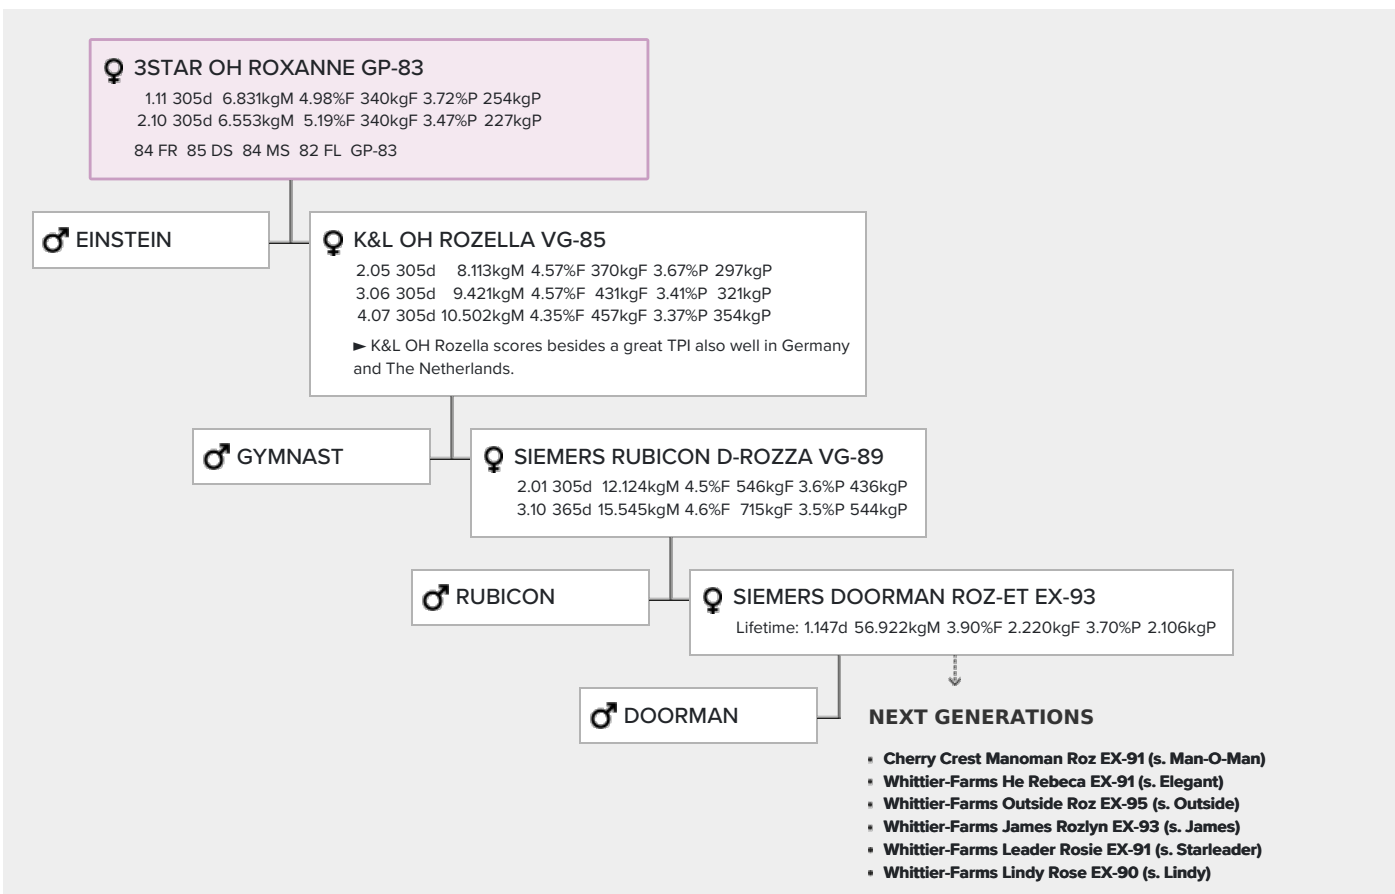 3STAR OH ROXANNE GP-83
1.11 305d 6.831kgM 4.98%F 340kgF 3.72%P 254kgP
2.10 305d 6.553kgM 5.19%F 340kgF 3.47%P 227kgP
84 FR 85 DS 84 MS 82 FL GP-83
EINSTEIN
K&L OH ROZELLA VG-85
2.05 305d 8.113kgM 4.57%F 370kgF 3.67%P 297kgP
3.06 305d 9.421kgM 4.57%F 431kgF 3.41%P 321kgP
4.07 305d 10.502kgM 4.35%F 457kgF 3.37%P 354kgP
► K&L OH Rozella scores besides a great TPI also well in Germany
and The Netherlands.
GYMNAST
SIEMERS RUBICON D-ROZZA VG-89
2.01 305d 12.124kgM 4.5%F 546kgF 3.6%P 436kgP
3.10 365d 15.545kgM 4.6%F 715kgF 3.5%P 544kgP
RUBICON
SIEMERS DOORMAN ROZ-ET EX-93
Lifetime: 1.147d 56.922kgM 3.90%F 2.220kgF 3.70%P 2.106kgP
DOORMAN
NEXT GENERATIONS
▪ Cherry Crest Manoman Roz EX-91 (s. Man-O-Man)
▪ Whittier-Farms He Rebeca EX-91 (s. Elegant)
▪ Whittier-Farms Outside Roz EX-95 (s. Outside)
▪ Whittier-Farms James Rozlyn EX-93 (s. James)
▪ Whittier-Farms Leader Rosie EX-91 (s. Starleader)
▪ Whittier-Farms Lindy Rose EX-90 (s. Lindy)